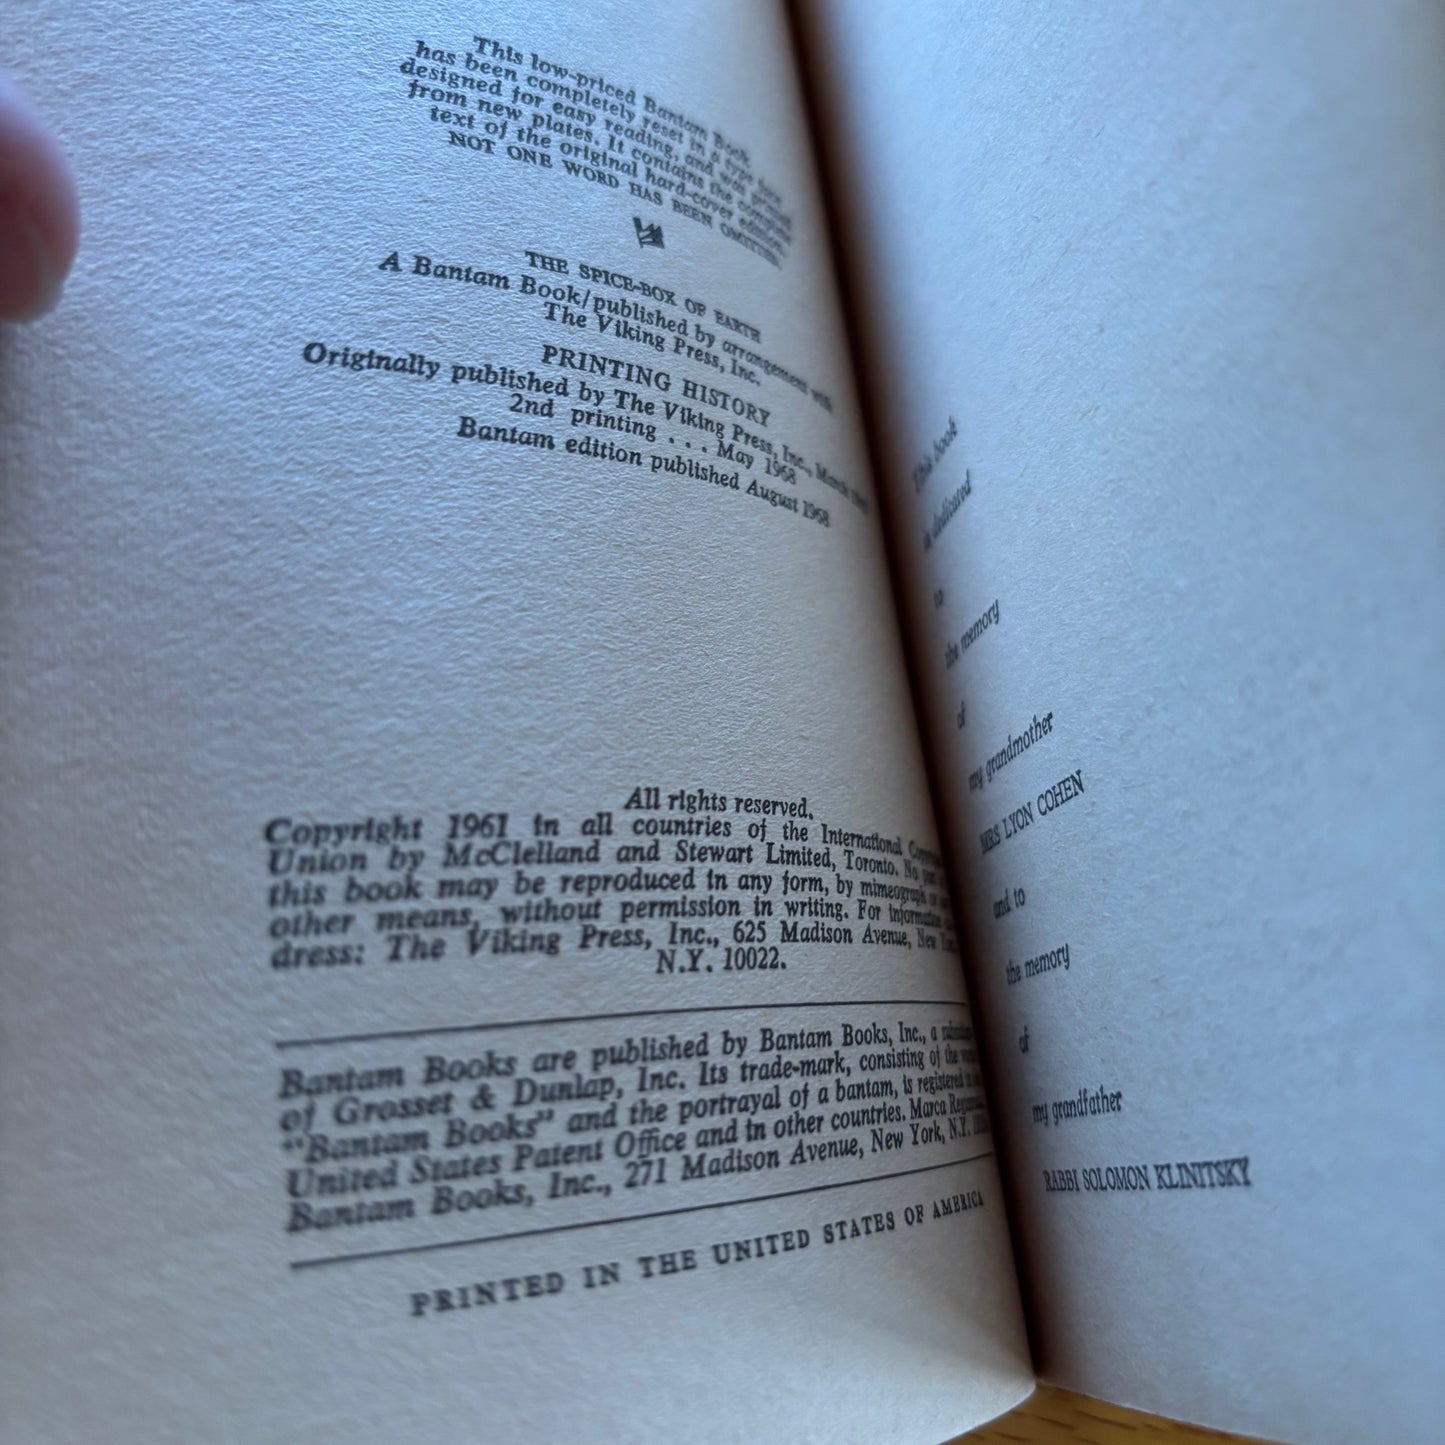 This low-priced Bantam Book
has been completely reset in a type face
designed for easy reading, and was printed
from new plates. It contains the complete
text of the original hard-cover edition.
NOT ONE WORD HAS BEEN OMITTED.
THE SPICE-BOX OF EARTH
A Bantam Book/published by arrangement with
The Viking Press, Inc.
PRINTING HISTORY
Originally published by The Viking Press, Inc., March
2nd printing . . . May 1968
Bantam edition published August 1968
All rights reserved.
Copyright 1961 in all countries of the International
Union by McClelland and Stewart Limited, Toronto. No part
this book may be reproduced in any form, by mimeograph or
other means, without permission in writing. For information
dress: The Viking Press, Inc., 625 Madison Avenue, New
N.Y. 10022.
Bantam Books are published by Bantam Books, Inc., a
of Grosset & Dunlap, Inc. Its trade-mark, consisting of the
"Bantam Books" and the portrayal of a bantam, is registered
United States Patent Office and in other countries. Marca
Bantam Books, Inc., 271 Madison Avenue, New York, N.Y.
PRINTED IN THE UNITED STATES OF AMERICA
This book
is dedicated
to
the memory
of
my grandmother
MRS LYON COHEN
and to
the memory
of
my grandfather
RABBI SOLOMON KLINITSKY